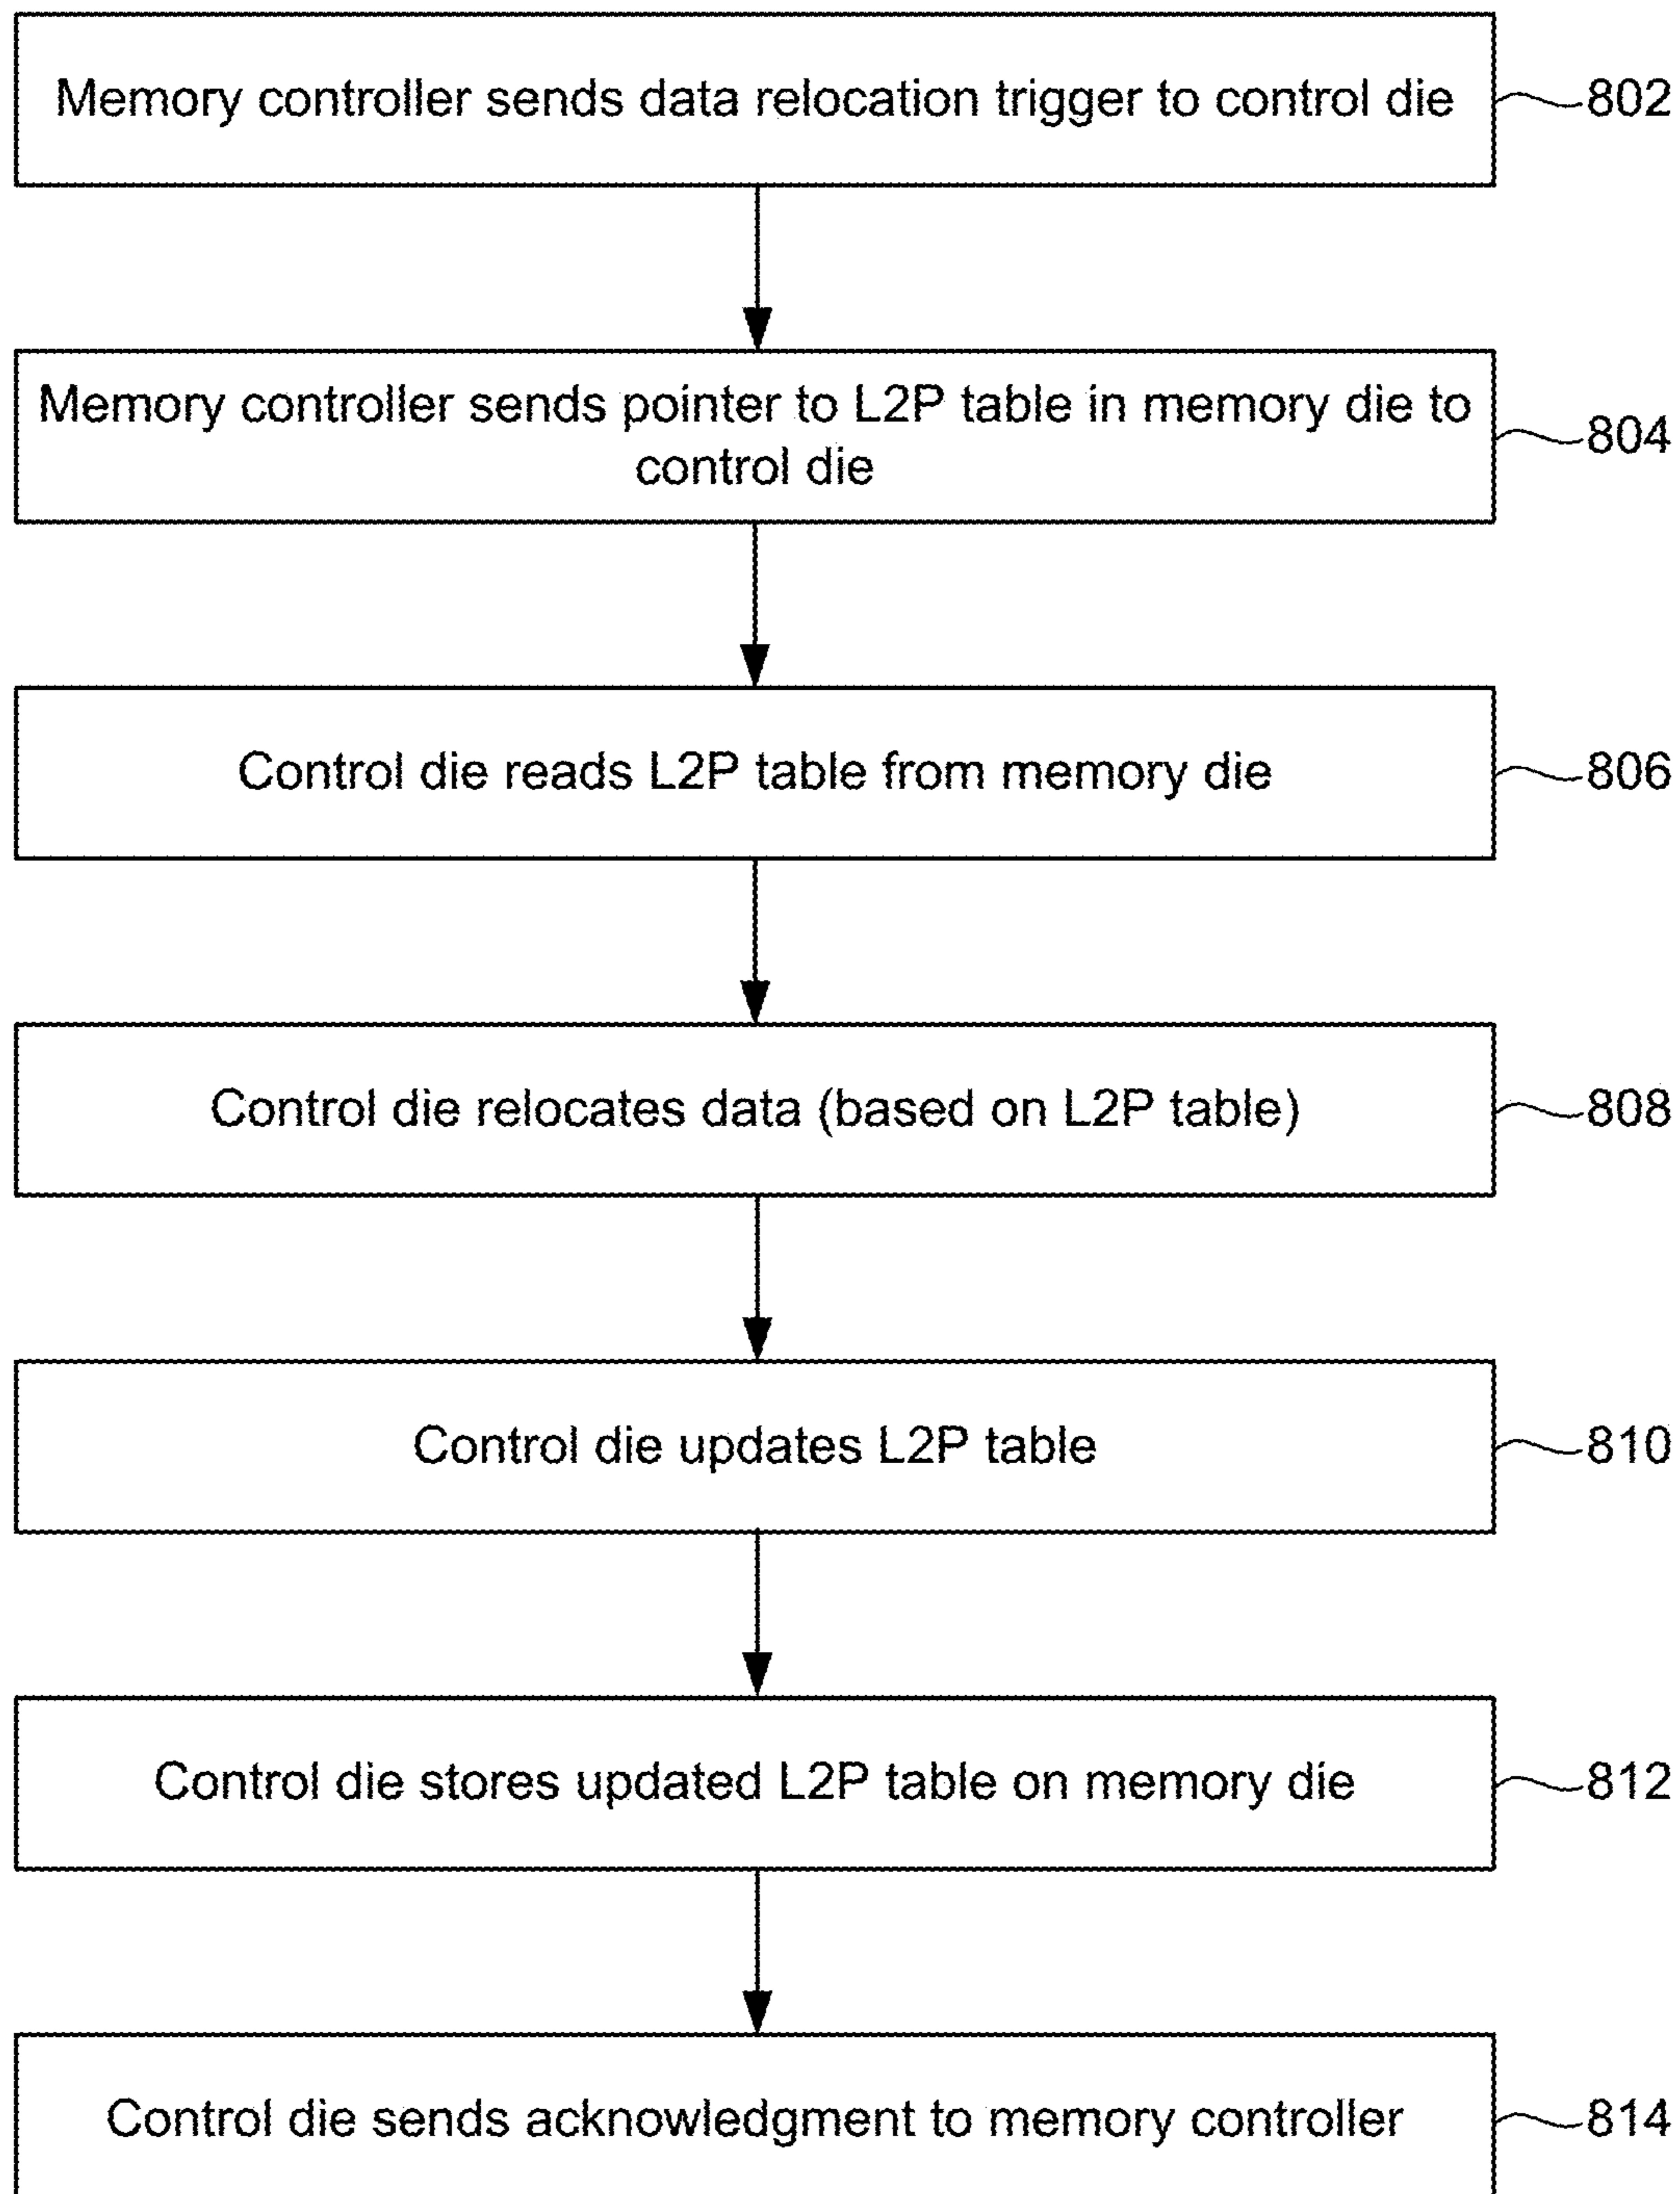 Memory controller sends data relocation trigger to control die
802
Memory controller sends pointer to L2P table in memory die to
control die
804
Control die reads L2P table from memory die
806
Control die relocates data (based on L2P table)
808
Control die updates L2P table
810
Control die stores updated L2P table on memory die
812
Control die sends acknowledgment to memory controller
814